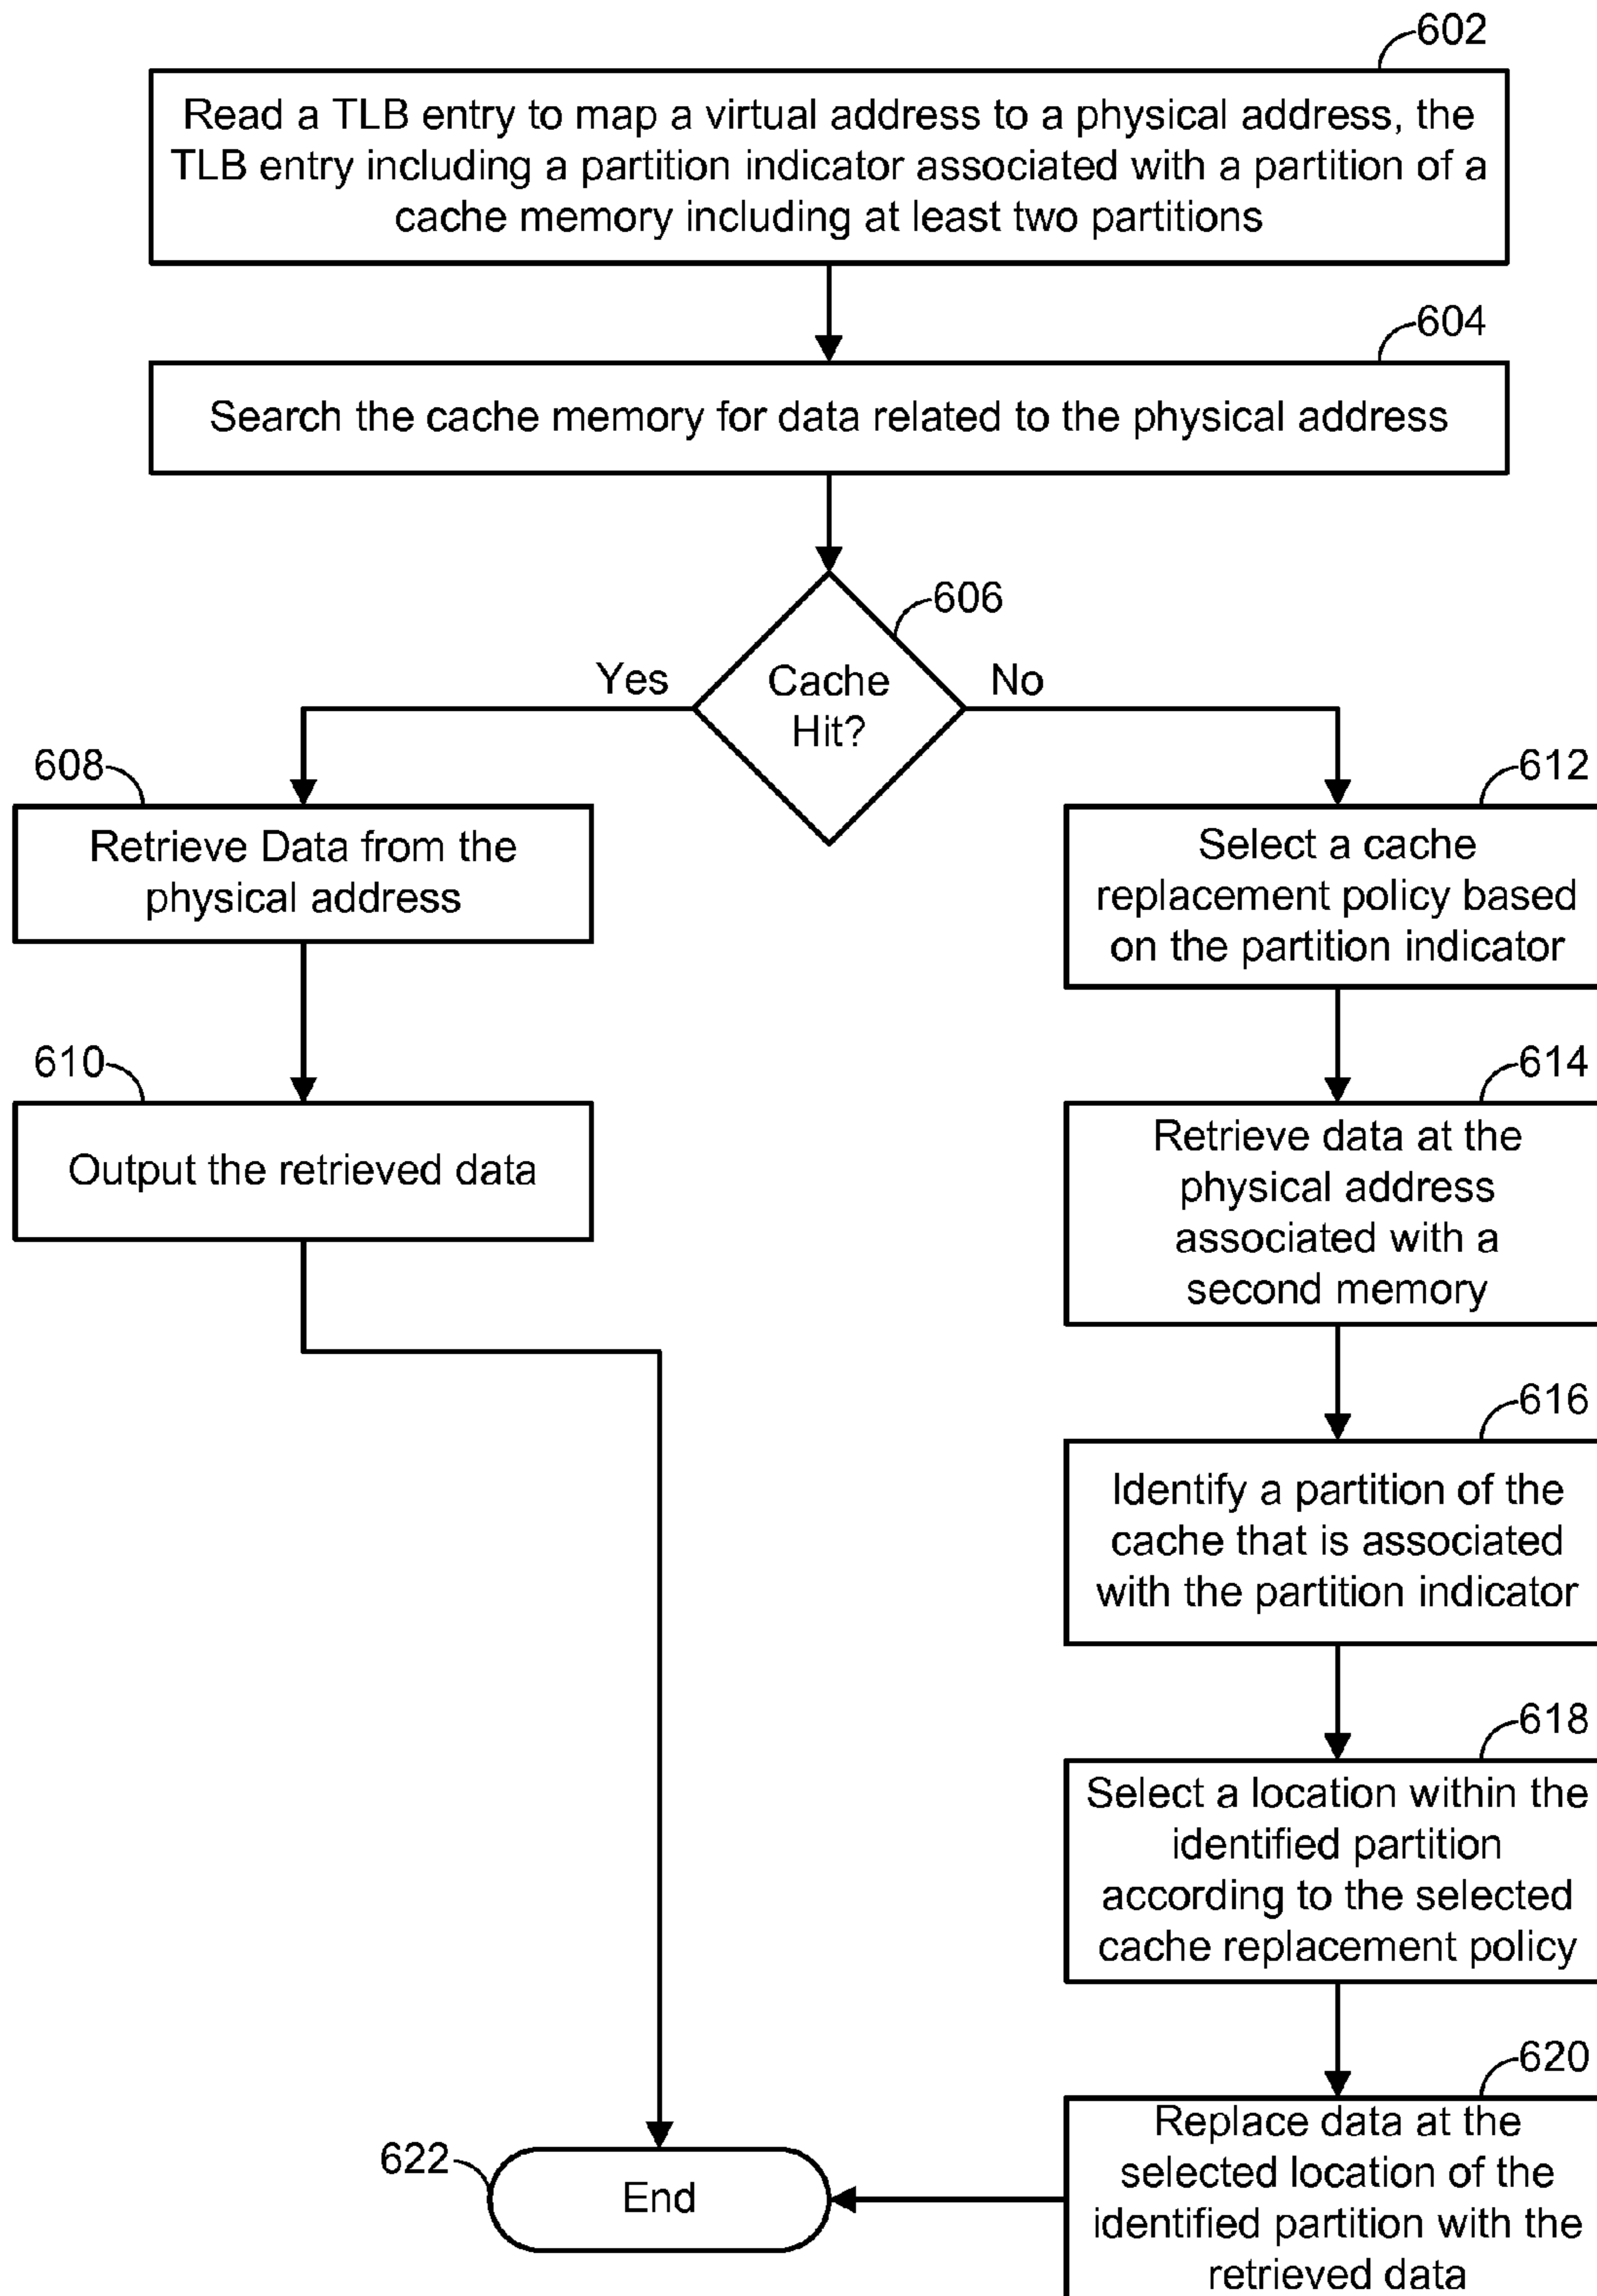 602
Read a TLB entry to map a virtual address to a physical address, the
TLB entry including a partition indicator associated with a partition of a
cache memory including at least two partitions
604
Search the cache memory for data related to the physical address
606
Cache
Hit?
Yes
No
608
Retrieve Data from the
physical address
610
Output the retrieved data
612
Select a cache
replacement policy based
on the partition indicator
614
Retrieve data at the
physical address
associated with a
second memory
616
Identify a partition of the
cache that is associated
with the partition indicator
618
Select a location within the
identified partition
according to the selected
cache replacement policy
620
Replace data at the
selected location of the
identified partition with the
retrieved data
622
End